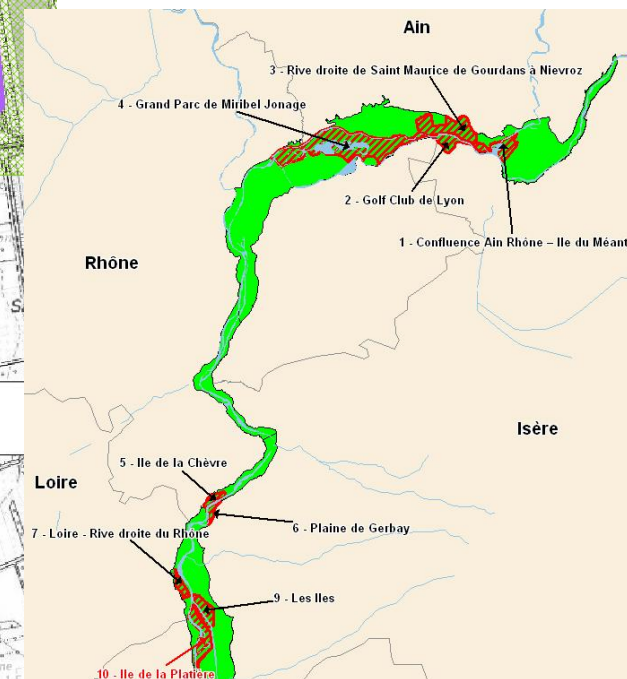 Ain
3 - Rive droite de Saint Maurice de Gourdans à Nievroz
4 - Grand Parc de Miribel Jonage
2 - Golf Club de Lyon
1 - Confluence Ain Rhône – Ile du Méant
Rhône
Isère
5 - Ile de la Chèvre
Loire
6 - Plaine de Gerbay
7 - Loire - Rive droite du Rhône
9 - Les Iles
10 - Ile de la Platière